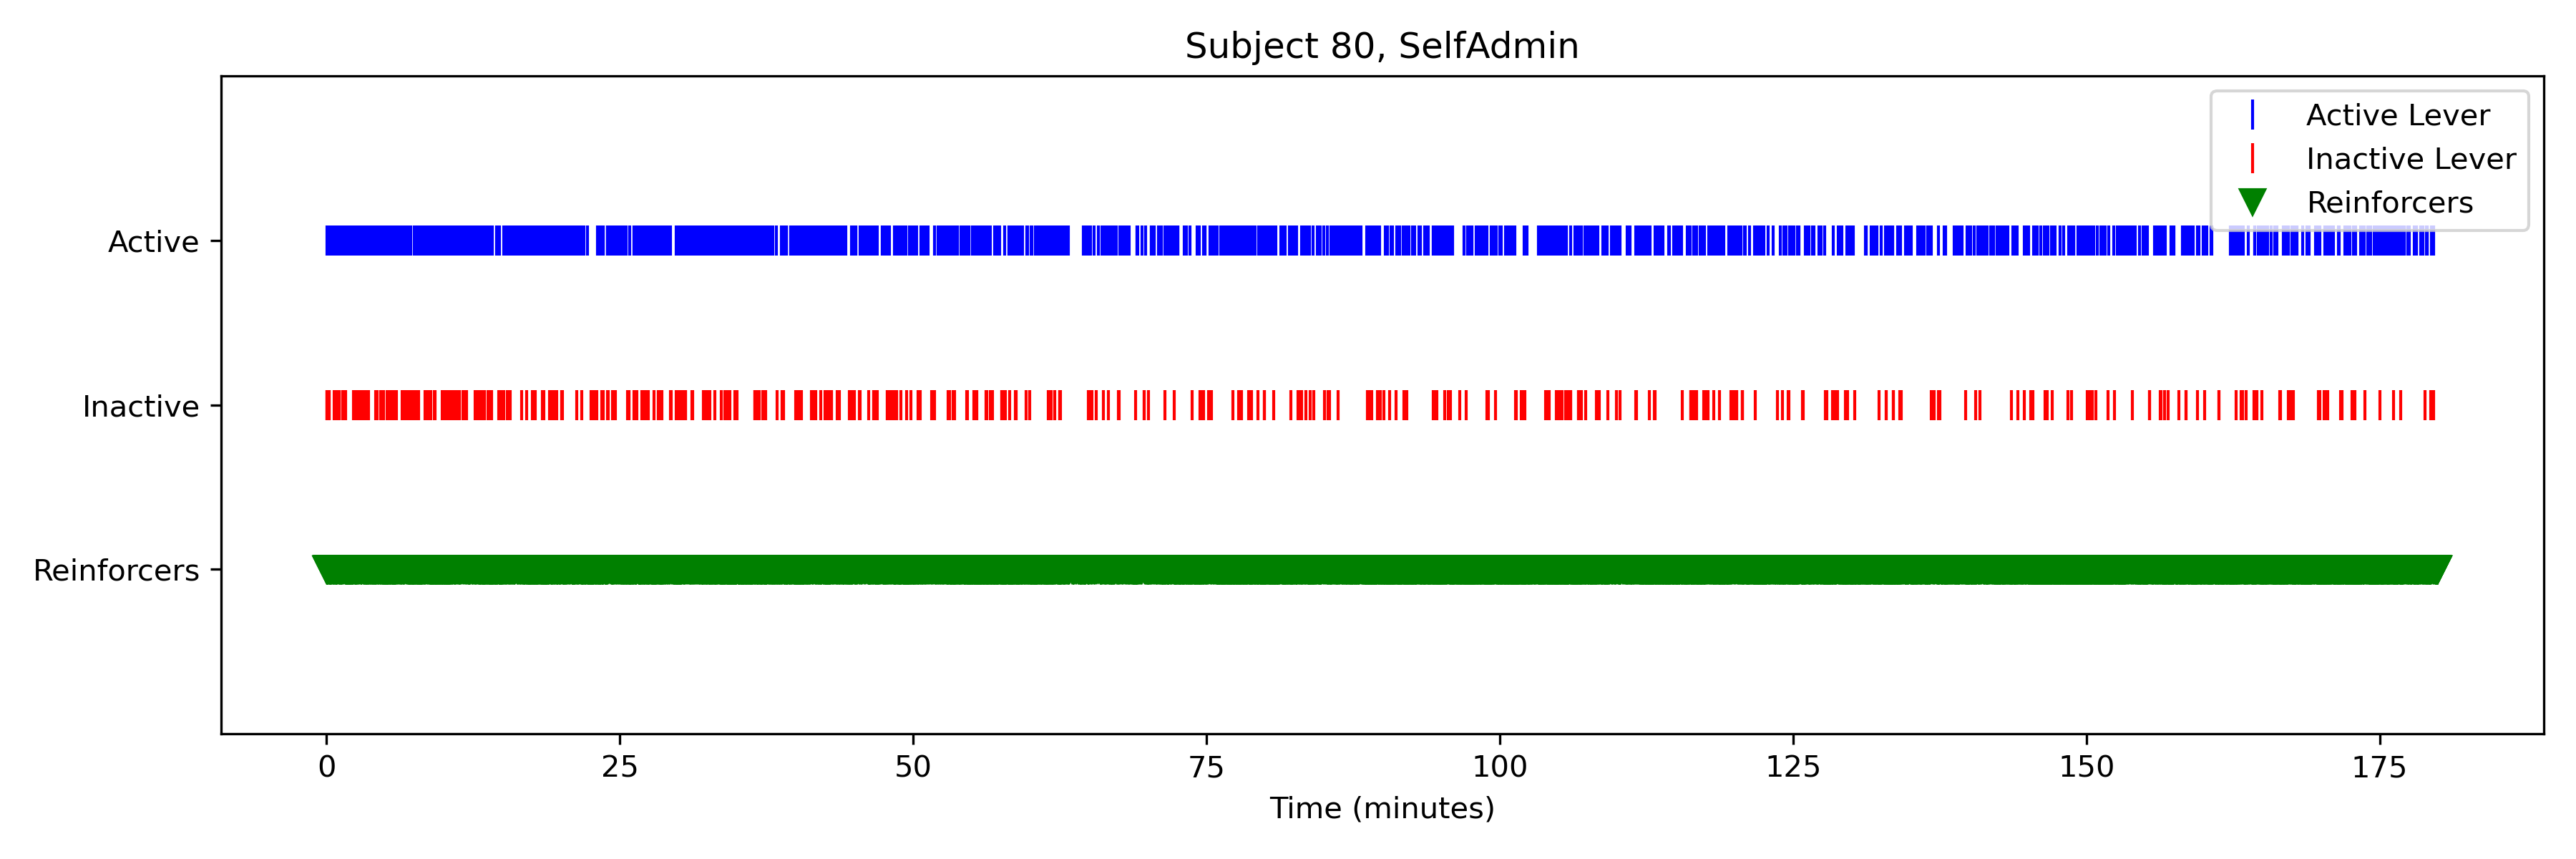 Subject 80, SelfAdmin
Active Lever
Inactive Lever
Reinforcers
Active
Inactive
Reinforcers
0 25 50 75 100 125 150 175
Time (minutes)